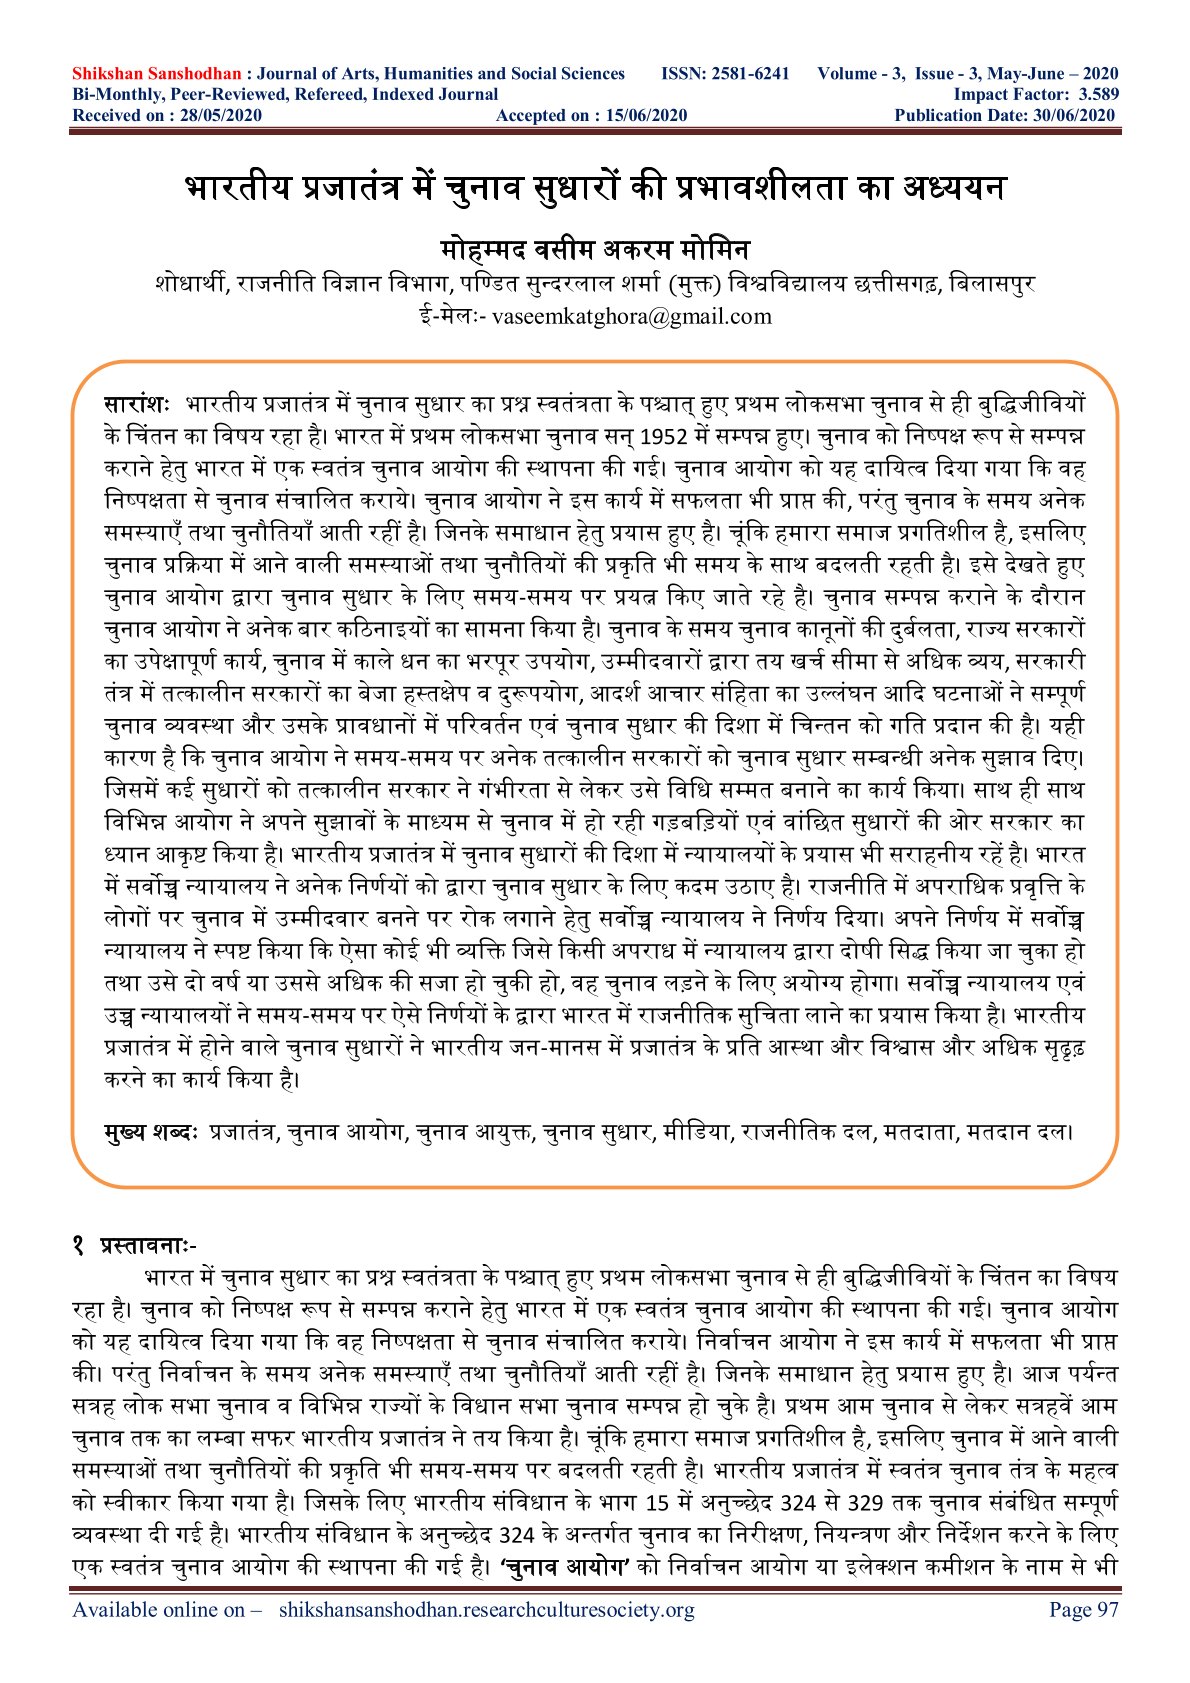 Shikshan Sanshodhan : Journal of Arts, Humanities and Social Sciences ISSN: 2581-6241 Volume - 3, Issue - 3, May-June – 2020
Bi-Monthly, Peer-Reviewed, Refereed, Indexed Journal Impact Factor: 3.589
Received on : 28/05/2020 Accepted on : 15/06/2020 Publication Date: 30/06/2020
भारतीय प्रजातंत्र में चुनाव सुधारों की प्रभावशीलता का अध्ययन
मोहम्मद वसीम अकरम मोमिन
शोधार्थी, राजनीति विज्ञान विभाग, पण्डित सुन्दरलाल शर्मा (मुक्त) विश्वविद्यालय छत्तीसगढ़, बिलासपुर
ई-मेलः- vaseemkatghora@gmail.com
सारांशः भारतीय प्रजातंत्र में चुनाव सुधार का प्रश्न स्वतंत्रता के पश्चात् हुए प्रथम लोकसभा चुनाव से ही बुद्धिजीवियों
के चिंतन का विषय रहा है। भारत में प्रथम लोकसभा चुनाव सन् 1952 में सम्पन्न हुए। चुनाव को निष्पक्ष रूप से सम्पन्न
कराने हेतु भारत में एक स्वतंत्र चुनाव आयोग की स्थापना की गई। चुनाव आयोग को यह दायित्व दिया गया कि वह
निष्पक्षता से चुनाव संचालित कराये। चुनाव आयोग ने इस कार्य में सफलता भी प्राप्त की, परंतु चुनाव के समय अनेक
समस्याएँ तथा चुनौतियाँ आती रहीं है। जिनके समाधान हेतु प्रयास हुए है। चूंकि हमारा समाज प्रगतिशील है, इसलिए
चुनाव प्रक्रिया में आने वाली समस्याओं तथा चुनौतियों की प्रकृति भी समय के साथ बदलती रहती है। इसे देखते हुए
चुनाव आयोग द्वारा चुनाव सुधार के लिए समय-समय पर प्रयत्न किए जाते रहे है। चुनाव सम्पन्न कराने के दौरान
चुनाव आयोग ने अनेक बार कठिनाइयों का सामना किया है। चुनाव के समय चुनाव कानूनों की दुर्बलता, राज्य सरकारों
का उपेक्षापूर्ण कार्य, चुनाव में काले धन का भरपूर उपयोग, उम्मीदवारों द्वारा तय खर्च सीमा से अधिक व्यय, सरकारी
तंत्र में तत्कालीन सरकारों का बेजा हस्तक्षेप व दुरूपयोग, आदर्श आचार संहिता का उल्लंघन आदि घटनाओं ने सम्पूर्ण
चुनाव व्यवस्था और उसके प्रावधानों में परिवर्तन एवं चुनाव सुधार की दिशा में चिन्तन को गति प्रदान की है। यही
कारण है कि चुनाव आयोग ने समय-समय पर अनेक तत्कालीन सरकारों को चुनाव सुधार सम्बन्धी अनेक सुझाव दिए।
जिसमें कई सुधारों को तत्कालीन सरकार ने गंभीरता से लेकर उसे विधि सम्मत बनाने का कार्य किया। साथ ही साथ
विभिन्न आयोग ने अपने सुझावों के माध्यम से चुनाव में हो रही गड़बड़ियों एवं वांछित सुधारों की ओर सरकार का
ध्यान आकृष्ट किया है। भारतीय प्रजातंत्र में चुनाव सुधारों की दिशा में न्यायालयों के प्रयास भी सराहनीय रहें है। भारत
में सर्वोच्च न्यायालय ने अनेक निर्णयों को द्वारा चुनाव सुधार के लिए कदम उठाए है। राजनीति में अपराधिक प्रवृत्ति के
लोगों पर चुनाव में उम्मीदवार बनने पर रोक लगाने हेतु सर्वोच्च न्यायालय ने निर्णय दिया। अपने निर्णय में सर्वोच्च
न्यायालय ने स्पष्ट किया कि ऐसा कोई भी व्यक्ति जिसे किसी अपराध में न्यायालय द्वारा दोषी सिद्ध किया जा चुका हो
तथा उसे दो वर्ष या उससे अधिक की सजा हो चुकी हो, वह चुनाव लड़ने के लिए अयोग्य होगा। सर्वोच्च न्यायालय एवं
उच्च न्यायालयों ने समय-समय पर ऐसे निर्णयों के द्वारा भारत में राजनीतिक सुचिता लाने का प्रयास किया है। भारतीय
प्रजातंत्र में होने वाले चुनाव सुधारों ने भारतीय जन-मानस में प्रजातंत्र के प्रति आस्था और विश्वास और अधिक सृदृढ़
करने का कार्य किया है।
मुख्य शब्दः प्रजातंत्र, चुनाव आयोग, चुनाव आयुक्त, चुनाव सुधार, मीडिया, राजनीतिक दल, मतदाता, मतदान दल।
१ प्रस्तावनाः-
भारत में चुनाव सुधार का प्रश्न स्वतंत्रता के पश्चात् हुए प्रथम लोकसभा चुनाव से ही बुद्धिजीवियों के चिंतन का विषय
रहा है। चुनाव को निष्पक्ष रूप से सम्पन्न कराने हेतु भारत में एक स्वतंत्र चुनाव आयोग की स्थापना की गई। चुनाव आयोग
को यह दायित्व दिया गया कि वह निष्पक्षता से चुनाव संचालित कराये। निर्वाचन आयोग ने इस कार्य में सफलता भी प्राप्त
की। परंतु निर्वाचन के समय अनेक समस्याएँ तथा चुनौतियाँ आती रहीं है। जिनके समाधान हेतु प्रयास हुए है। आज पर्यन्त
सत्रह लोक सभा चुनाव व विभिन्न राज्यों के विधान सभा चुनाव सम्पन्न हो चुके है। प्रथम आम चुनाव से लेकर सत्रहवें आम
चुनाव तक का लम्बा सफर भारतीय प्रजातंत्र ने तय किया है। चूंकि हमारा समाज प्रगतिशील है, इसलिए चुनाव में आने वाली
समस्याओं तथा चुनौतियों की प्रकृति भी समय-समय पर बदलती रहती है। भारतीय प्रजातंत्र में स्वतंत्र चुनाव तंत्र के महत्व
को स्वीकार किया गया है। जिसके लिए भारतीय संविधान के भाग 15 में अनुच्छेद 324 से 329 तक चुनाव संबंधित सम्पूर्ण
व्यवस्था दी गई है। भारतीय संविधान के अनुच्छेद 324 के अन्तर्गत चुनाव का निरीक्षण, नियन्त्रण और निर्देशन करने के लिए
एक स्वतंत्र चुनाव आयोग की स्थापना की गई है। ‘चुनाव आयोग’ को निर्वाचन आयोग या इलेक्शन कमीशन के नाम से भी
Available online on – shikshansanshodhan.researchculturesociety.org Page 97